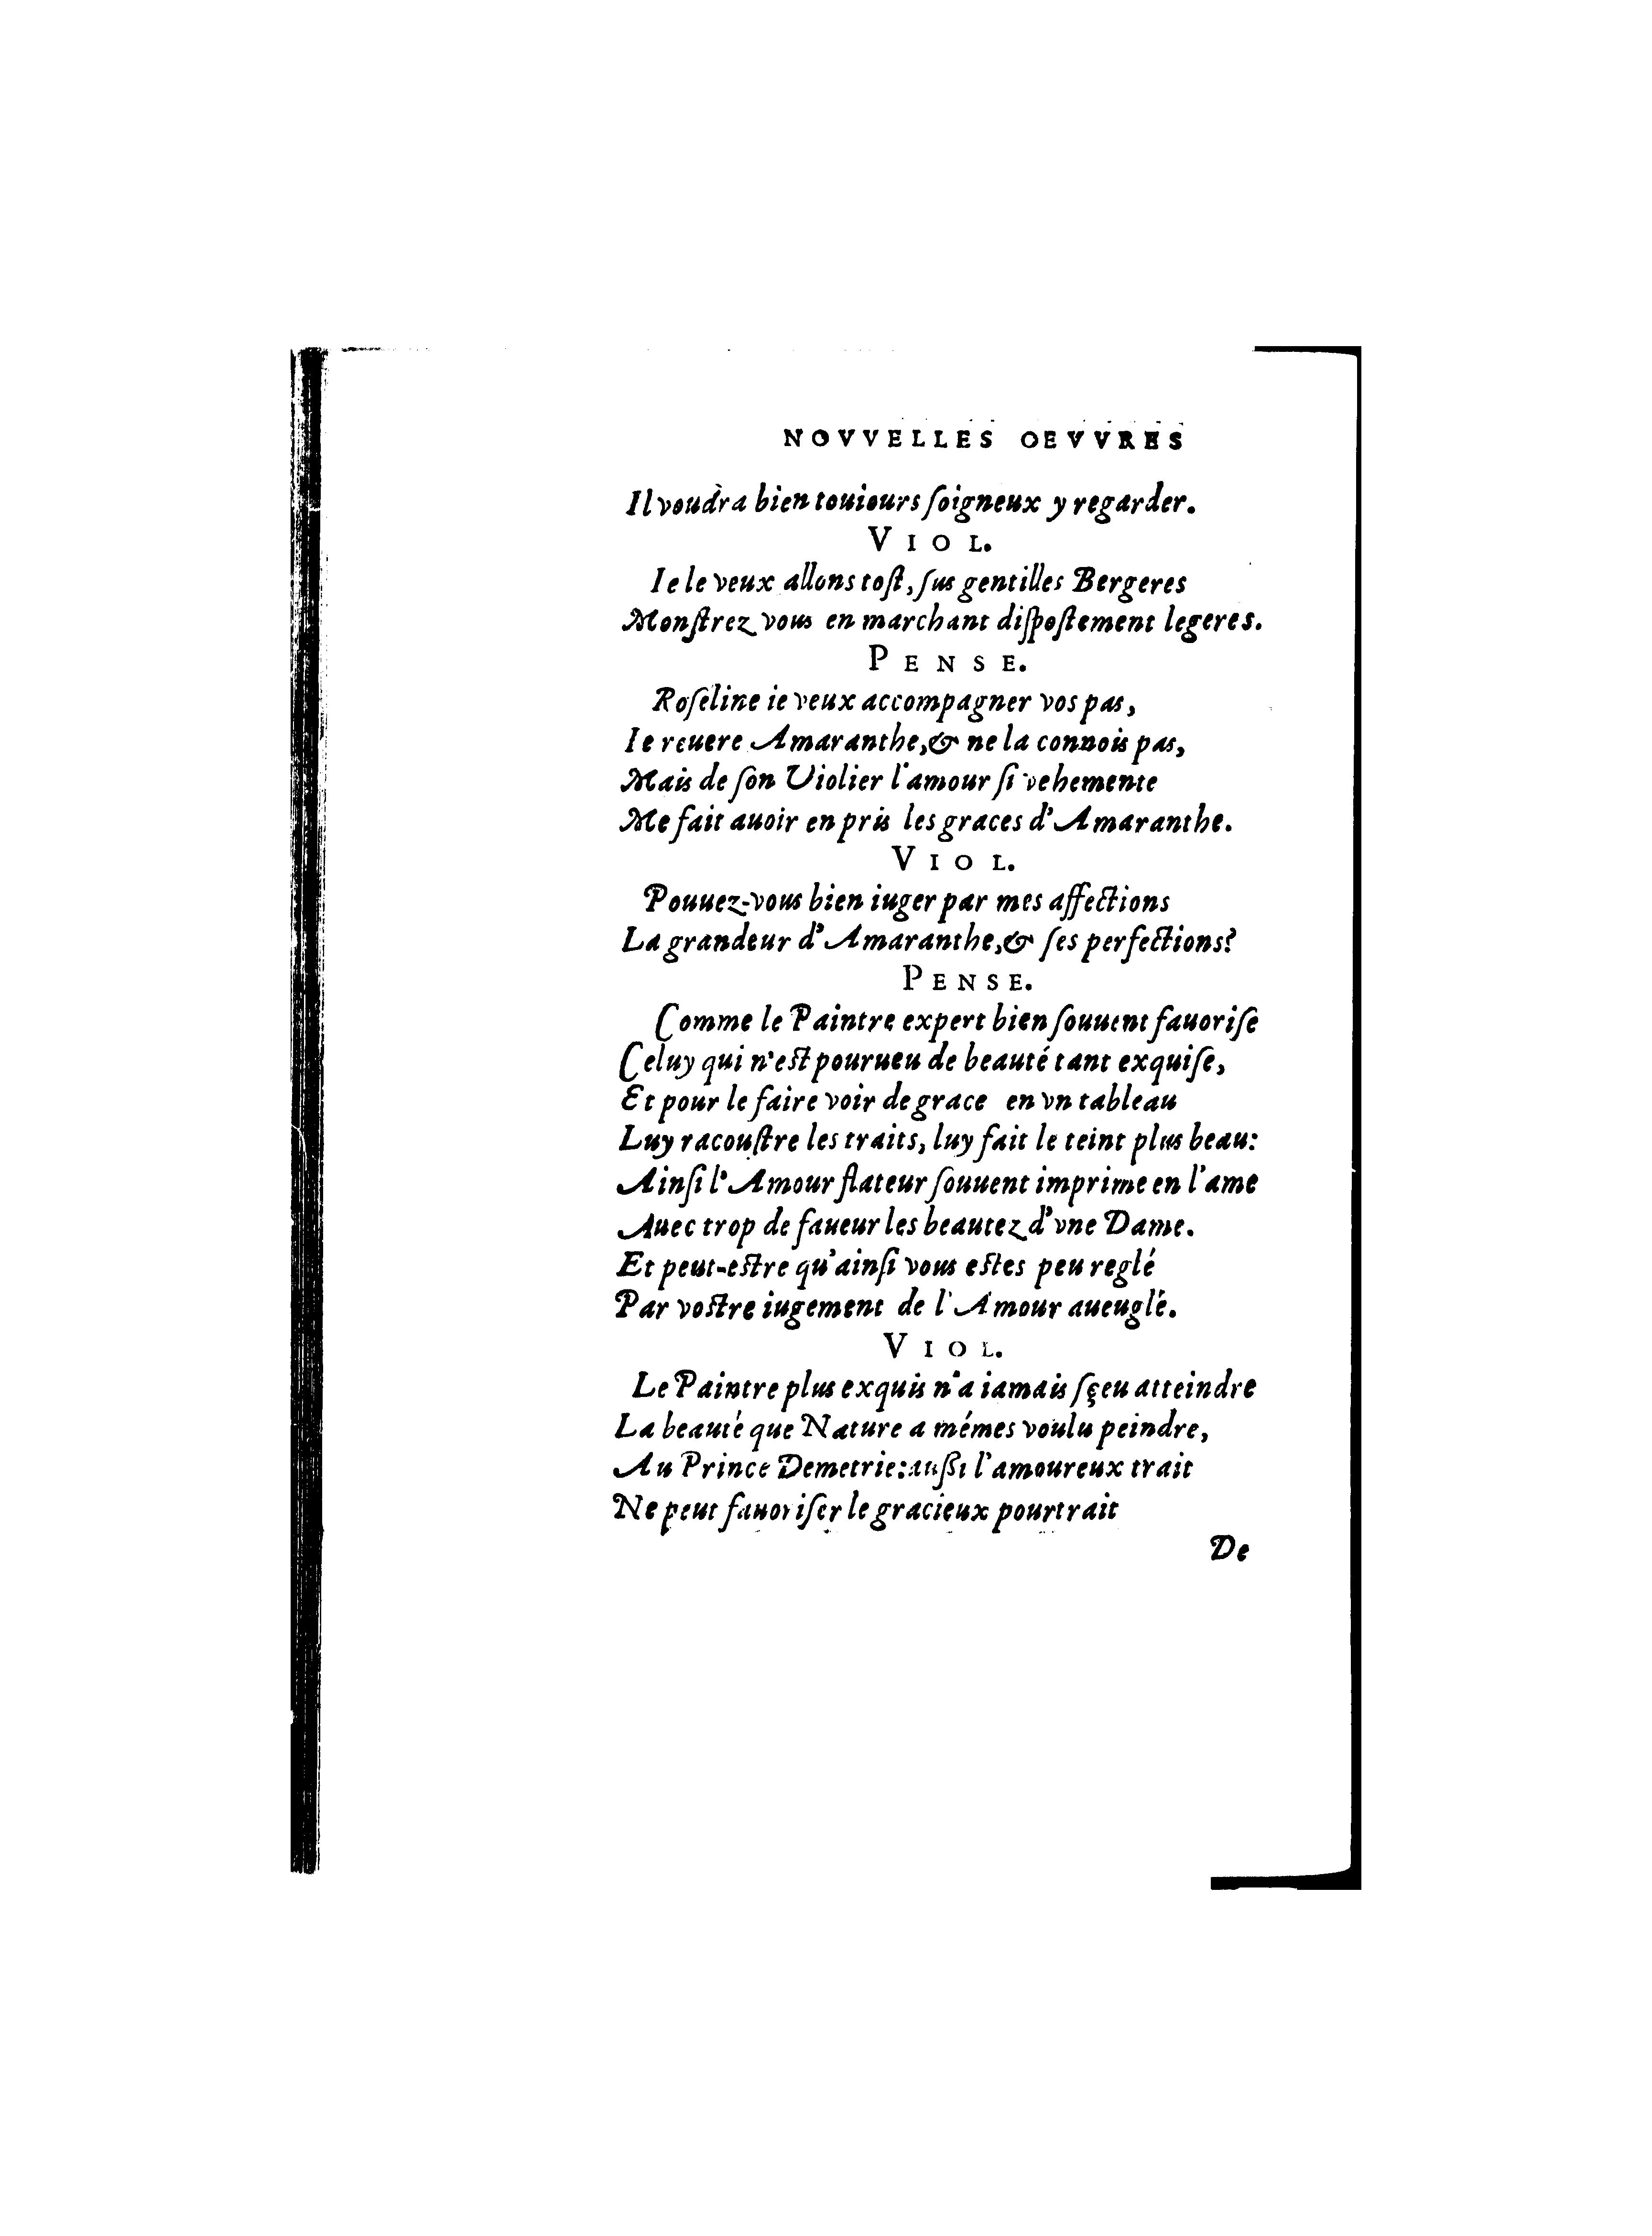 NOVVELLES OEVVRES
Il voudra bien touiours ſoigneux y regarder.
VIOL.
Ie le veux allons toſt, ſus gentilles Bergeres
Monſtrez vous en marchant diſpoſtement legeres.
PENSE.
Roſeline ie veux accompagner vos pas,
Ie reuere Amaranthe,& ne la connois pas,
Mais de ſon Violier l'amour ſi vehemente
Me fait auoir en pris les graces d'Amaranthe.
VIOL.
Pouuez-vous bien iuger par mes affections
La grandeur d'Amaranthe,& ſes perfections?
PENSE.
Comme le Paintre expert bien ſouuent fauoriſe
Celuy qui n'est pourueu de beauté tant exquiſe,
Et pour le faire voir de grace en vn tableau
Luy racouſtre les traits, luy fait le teint plus beau:
Ainſi l'Amour flateur ſouuent imprime en l'ame
Auec trop de faueur les beautez d'vne Dame.
Et peut-estre qu'ainſi vous estes peu reglé
Par vostre iugement de l'Amour aueuglé.
VIOL.
Le Paintre plus exquis n'a iamais ſçeu atteindre
La beauté que Nature a mémes voulu peindre,
Au Prince Demetrie: außi l'amoureux trait
Ne peut fauoriſer le gracieux pourtrait
De